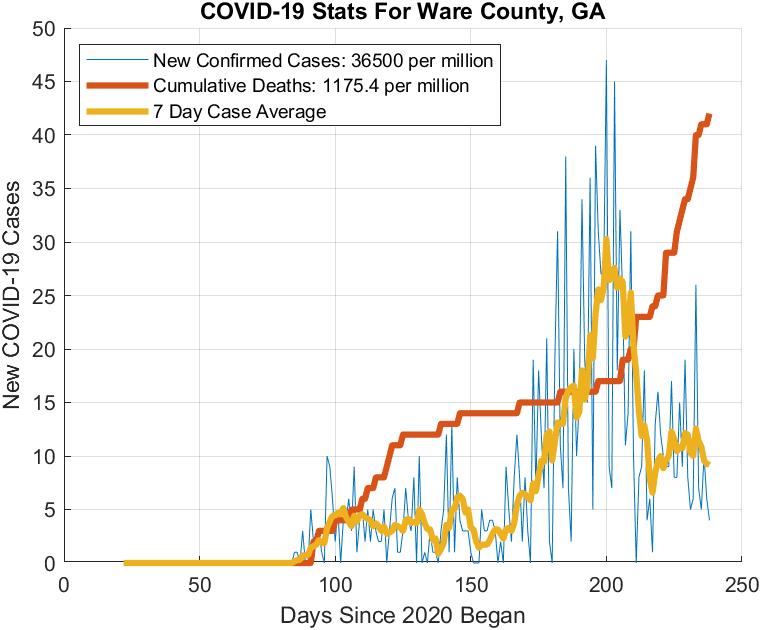 COVID-19 Stats For Ware County, GA
New Confirmed Cases: 36500 per million
Cumulative Deaths: 1175.4 per million
7 Day Case Average
New COVID-19 Cases
50
45
40
35
30
25
20
15
10
5
0
0 50 100 150 200 250
Days Since 2020 Began